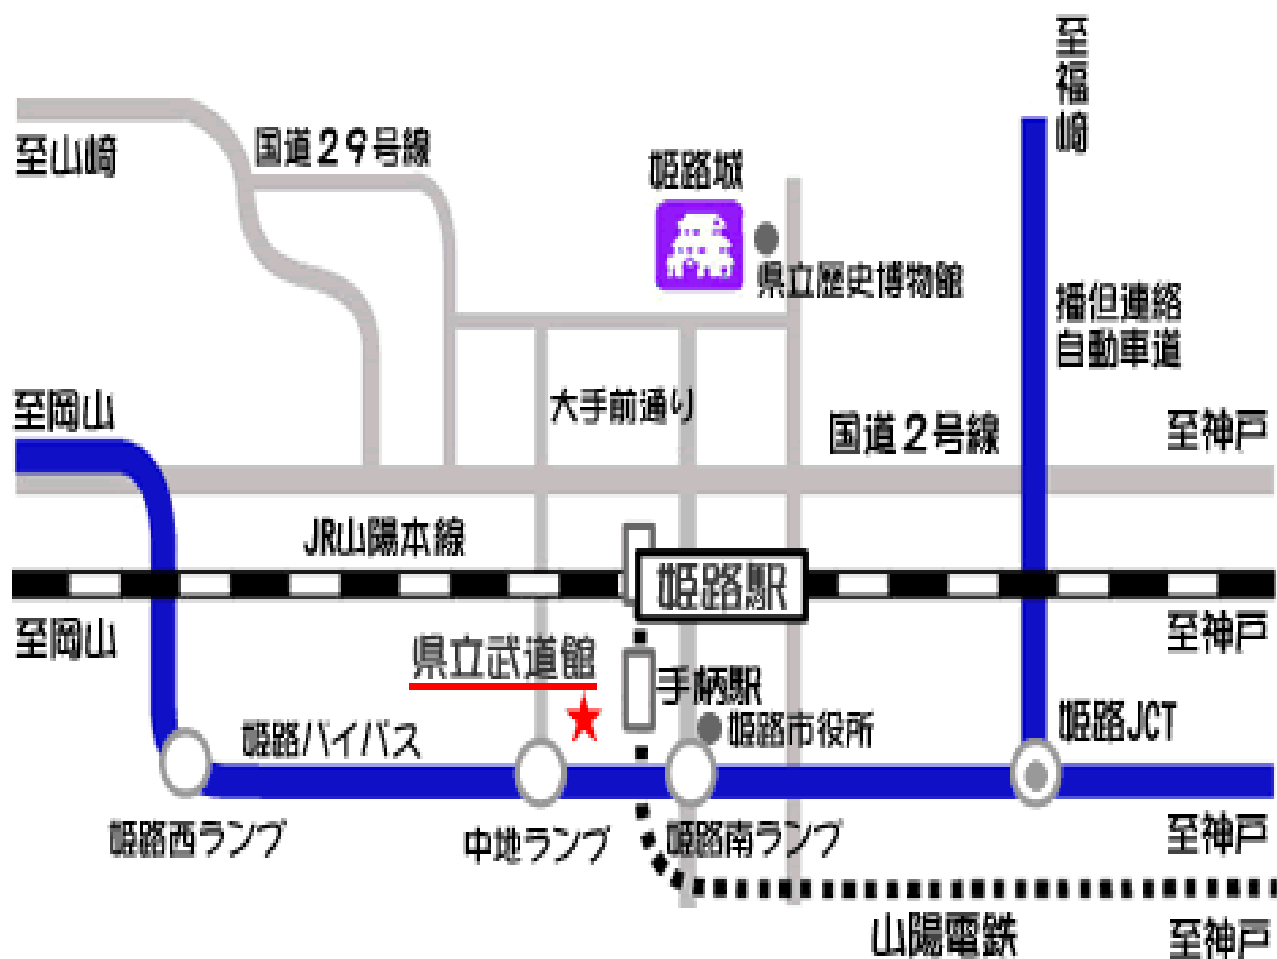 至福崎
至山崎
国道29号線
姫路城
県立歴史博物館
播但連絡
自動車道
至岡山
大手前通り
国道2号線
至神戸
JR山陽本線
姫路駅
至岡山
至神戸
県立武道館
手柄駅
姫路市役所
姫路JCT
姫路バイパス
姫路西ランプ
中地ランプ
姫路南ランプ
至神戸
山陽電鉄
至神戸